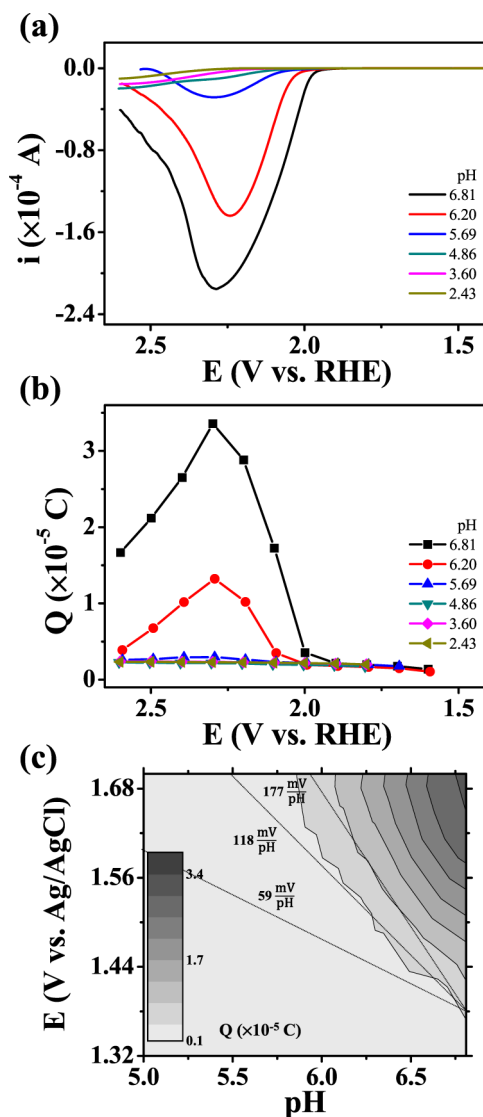 (a)
0.0
-0.8
-1.6
-2.4
i (×10⁻⁴ A)
pH
6.81
6.20
5.69
4.86
3.60
2.43
2.5 2.0 1.5
E (V vs. RHE)
(b)
3
2
1
0
Q (×10⁻⁵ C)
pH
6.81
6.20
5.69
4.86
3.60
2.43
2.5 2.0 1.5
E (V vs. RHE)
(c)
1.68
1.56
1.44
1.32
E (V vs. Ag/AgCl)
177 mV/pH
118 mV/pH
59 mV/pH
3.4
1.7
0.1
Q (×10⁻⁵ C)
5.0 5.5 6.0 6.5
pH